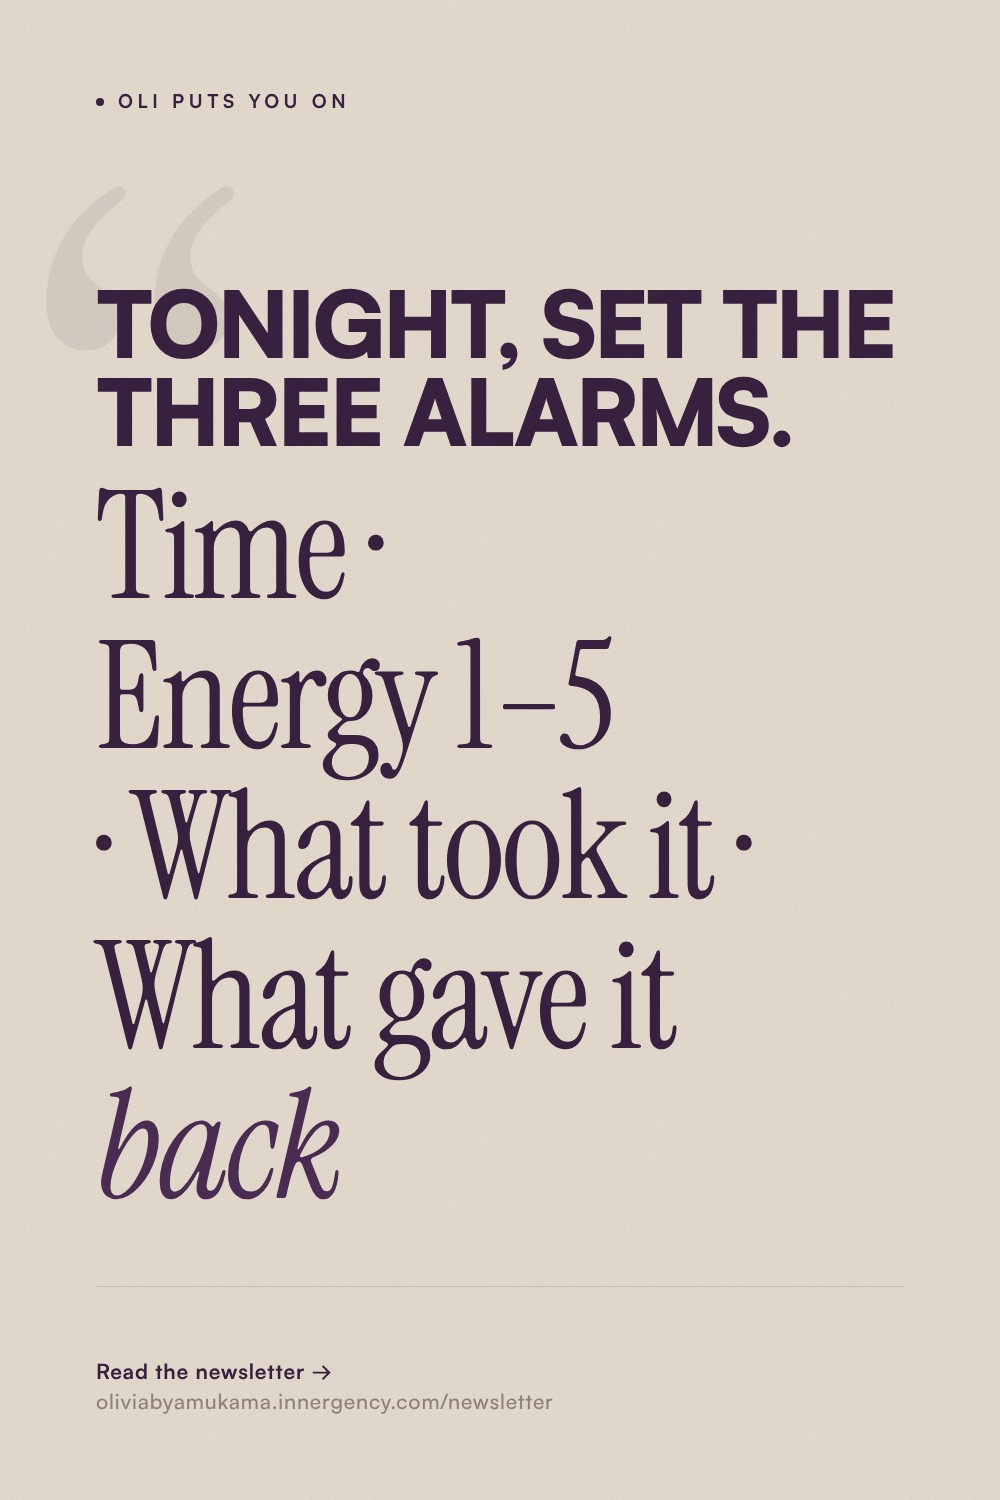 • OLI PUTS YOU ON
“
TONIGHT, SET THE
THREE ALARMS.
Time ·
Energy 1–5
· What took it ·
What gave it
back
Read the newsletter →
oliviabyamukama.innergency.com/newsletter